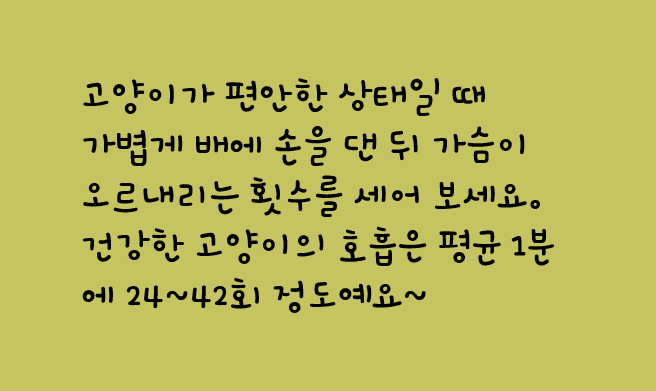 고양이가 편안한 상태일 때
가볍게 배에 손을 댄 뒤 가슴이
오르내리는 횟수를 세어 보세요.
건강한 고양이의 호흡은 평균 1분
에 24~42회 정도예요~